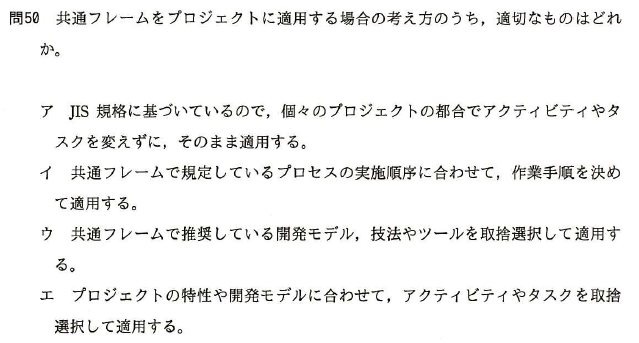 問50 共通フレームをプロジェクトに適用する場合の考え方のうち，適切なものはどれ
か。
ア JIS 規格に基づいているので，個々のプロジェクトの都合でアクティビティやタ
スクを変えずに，そのまま適用する。
イ 共通フレームで規定しているプロセスの実施順序に合わせて，作業手順を決め
て適用する。
ウ 共通フレームで推奨している開発モデル，技法やツールを取捨選択して適用す
る。
エ プロジェクトの特性や開発モデルに合わせて，アクティビティやタスクを取捨
選択して適用する。